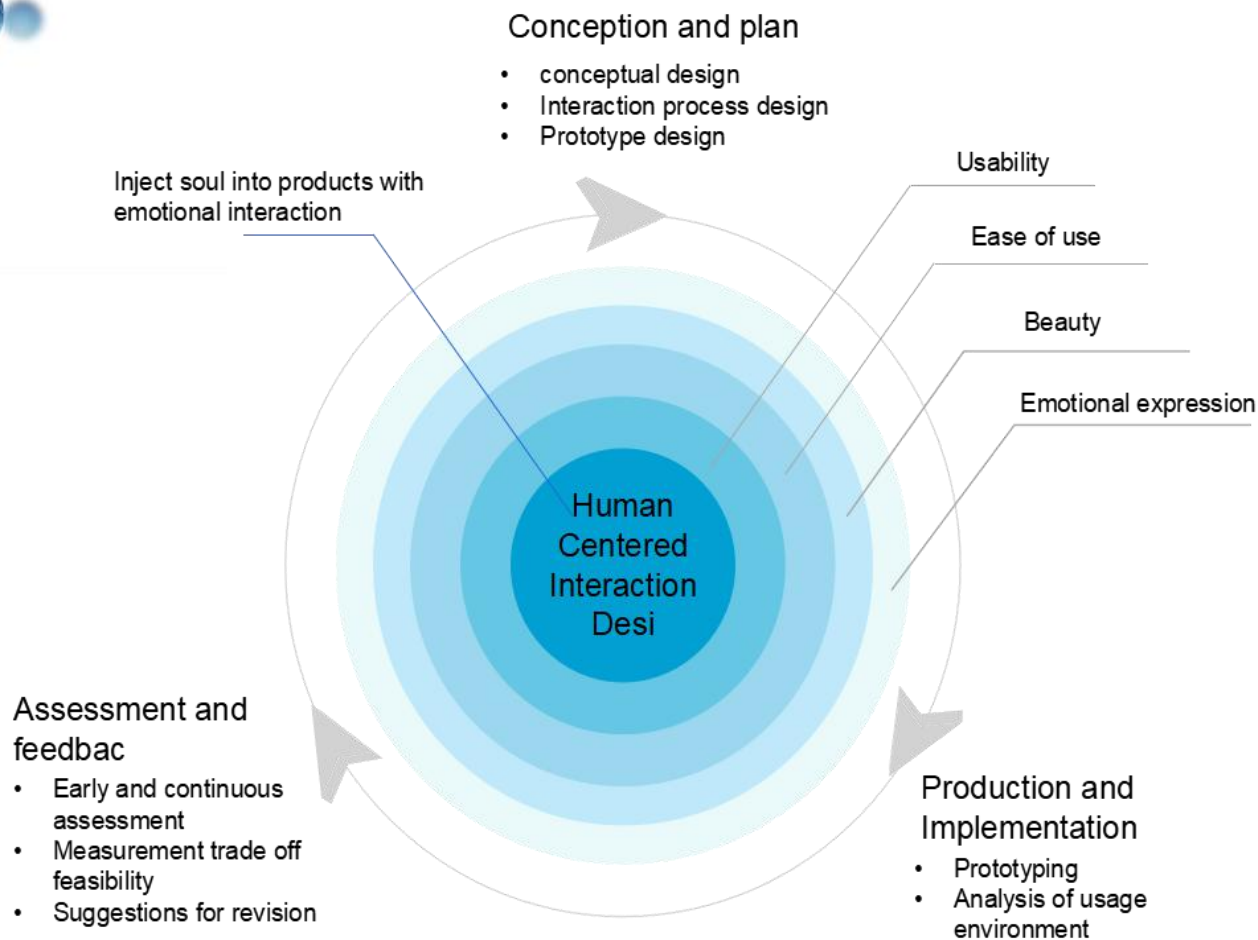 Conception and plan
• conceptual design
• Interaction process design
• Prototype design
Inject soul into products with
emotional interaction
Usability
Ease of use
Beauty
Emotional expression
Human
Centered
Interaction
Desi
Assessment and
feedbac
• Early and continuous
assessment
• Measurement trade off
feasibility
• Suggestions for revision
Production and
Implementation
• Prototyping
• Analysis of usage
environment